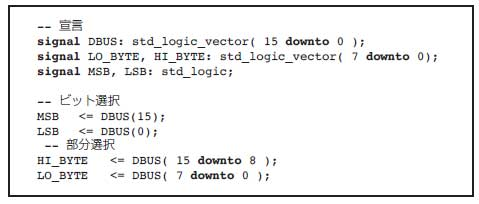 -- 宣言
signal DBUS: std_logic_vector( 15 downto 0 );
signal LO_BYTE, HI_BYTE: std_logic_vector( 7 downto 0);
signal MSB, LSB: std_logic;
-- ビット選択
MSB <= DBUS(15);
LSB <= DBUS(0);
-- 部分選択
HI_BYTE <= DBUS( 15 downto 8 );
LO_BYTE <= DBUS( 7 downto 0 );